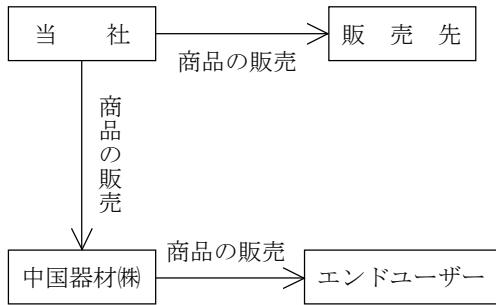 当　　社
販　売　先
商品の販売
商品の販売
商品の販売
中国器材㈱
エンドユーザー